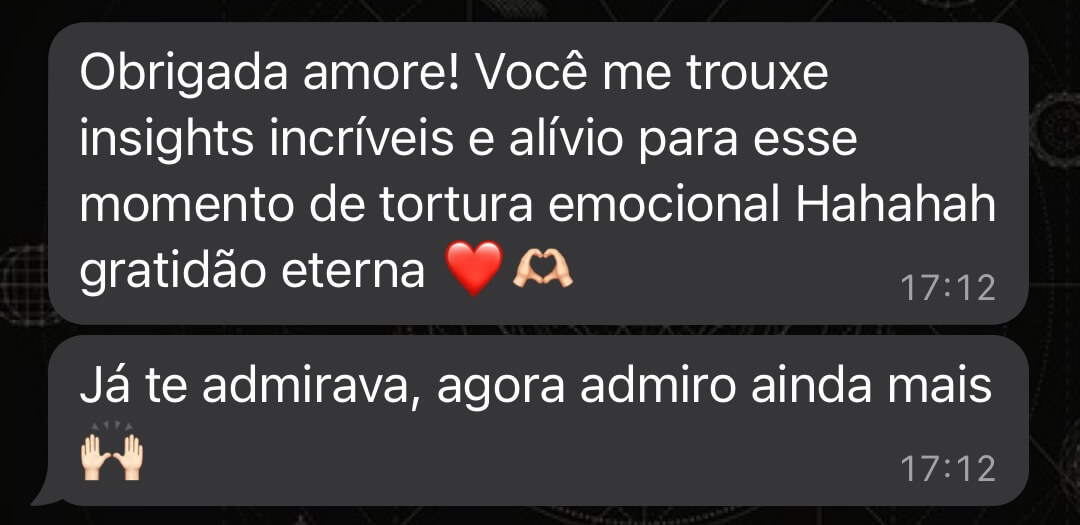 Obrigada amore! Você me trouxe
insights incríveis e alívio para esse
momento de tortura emocional Hahahah
gratidão eterna ❤️🫶🏻
17:12
Já te admirava, agora admiro ainda mais
🙌🏻
17:12